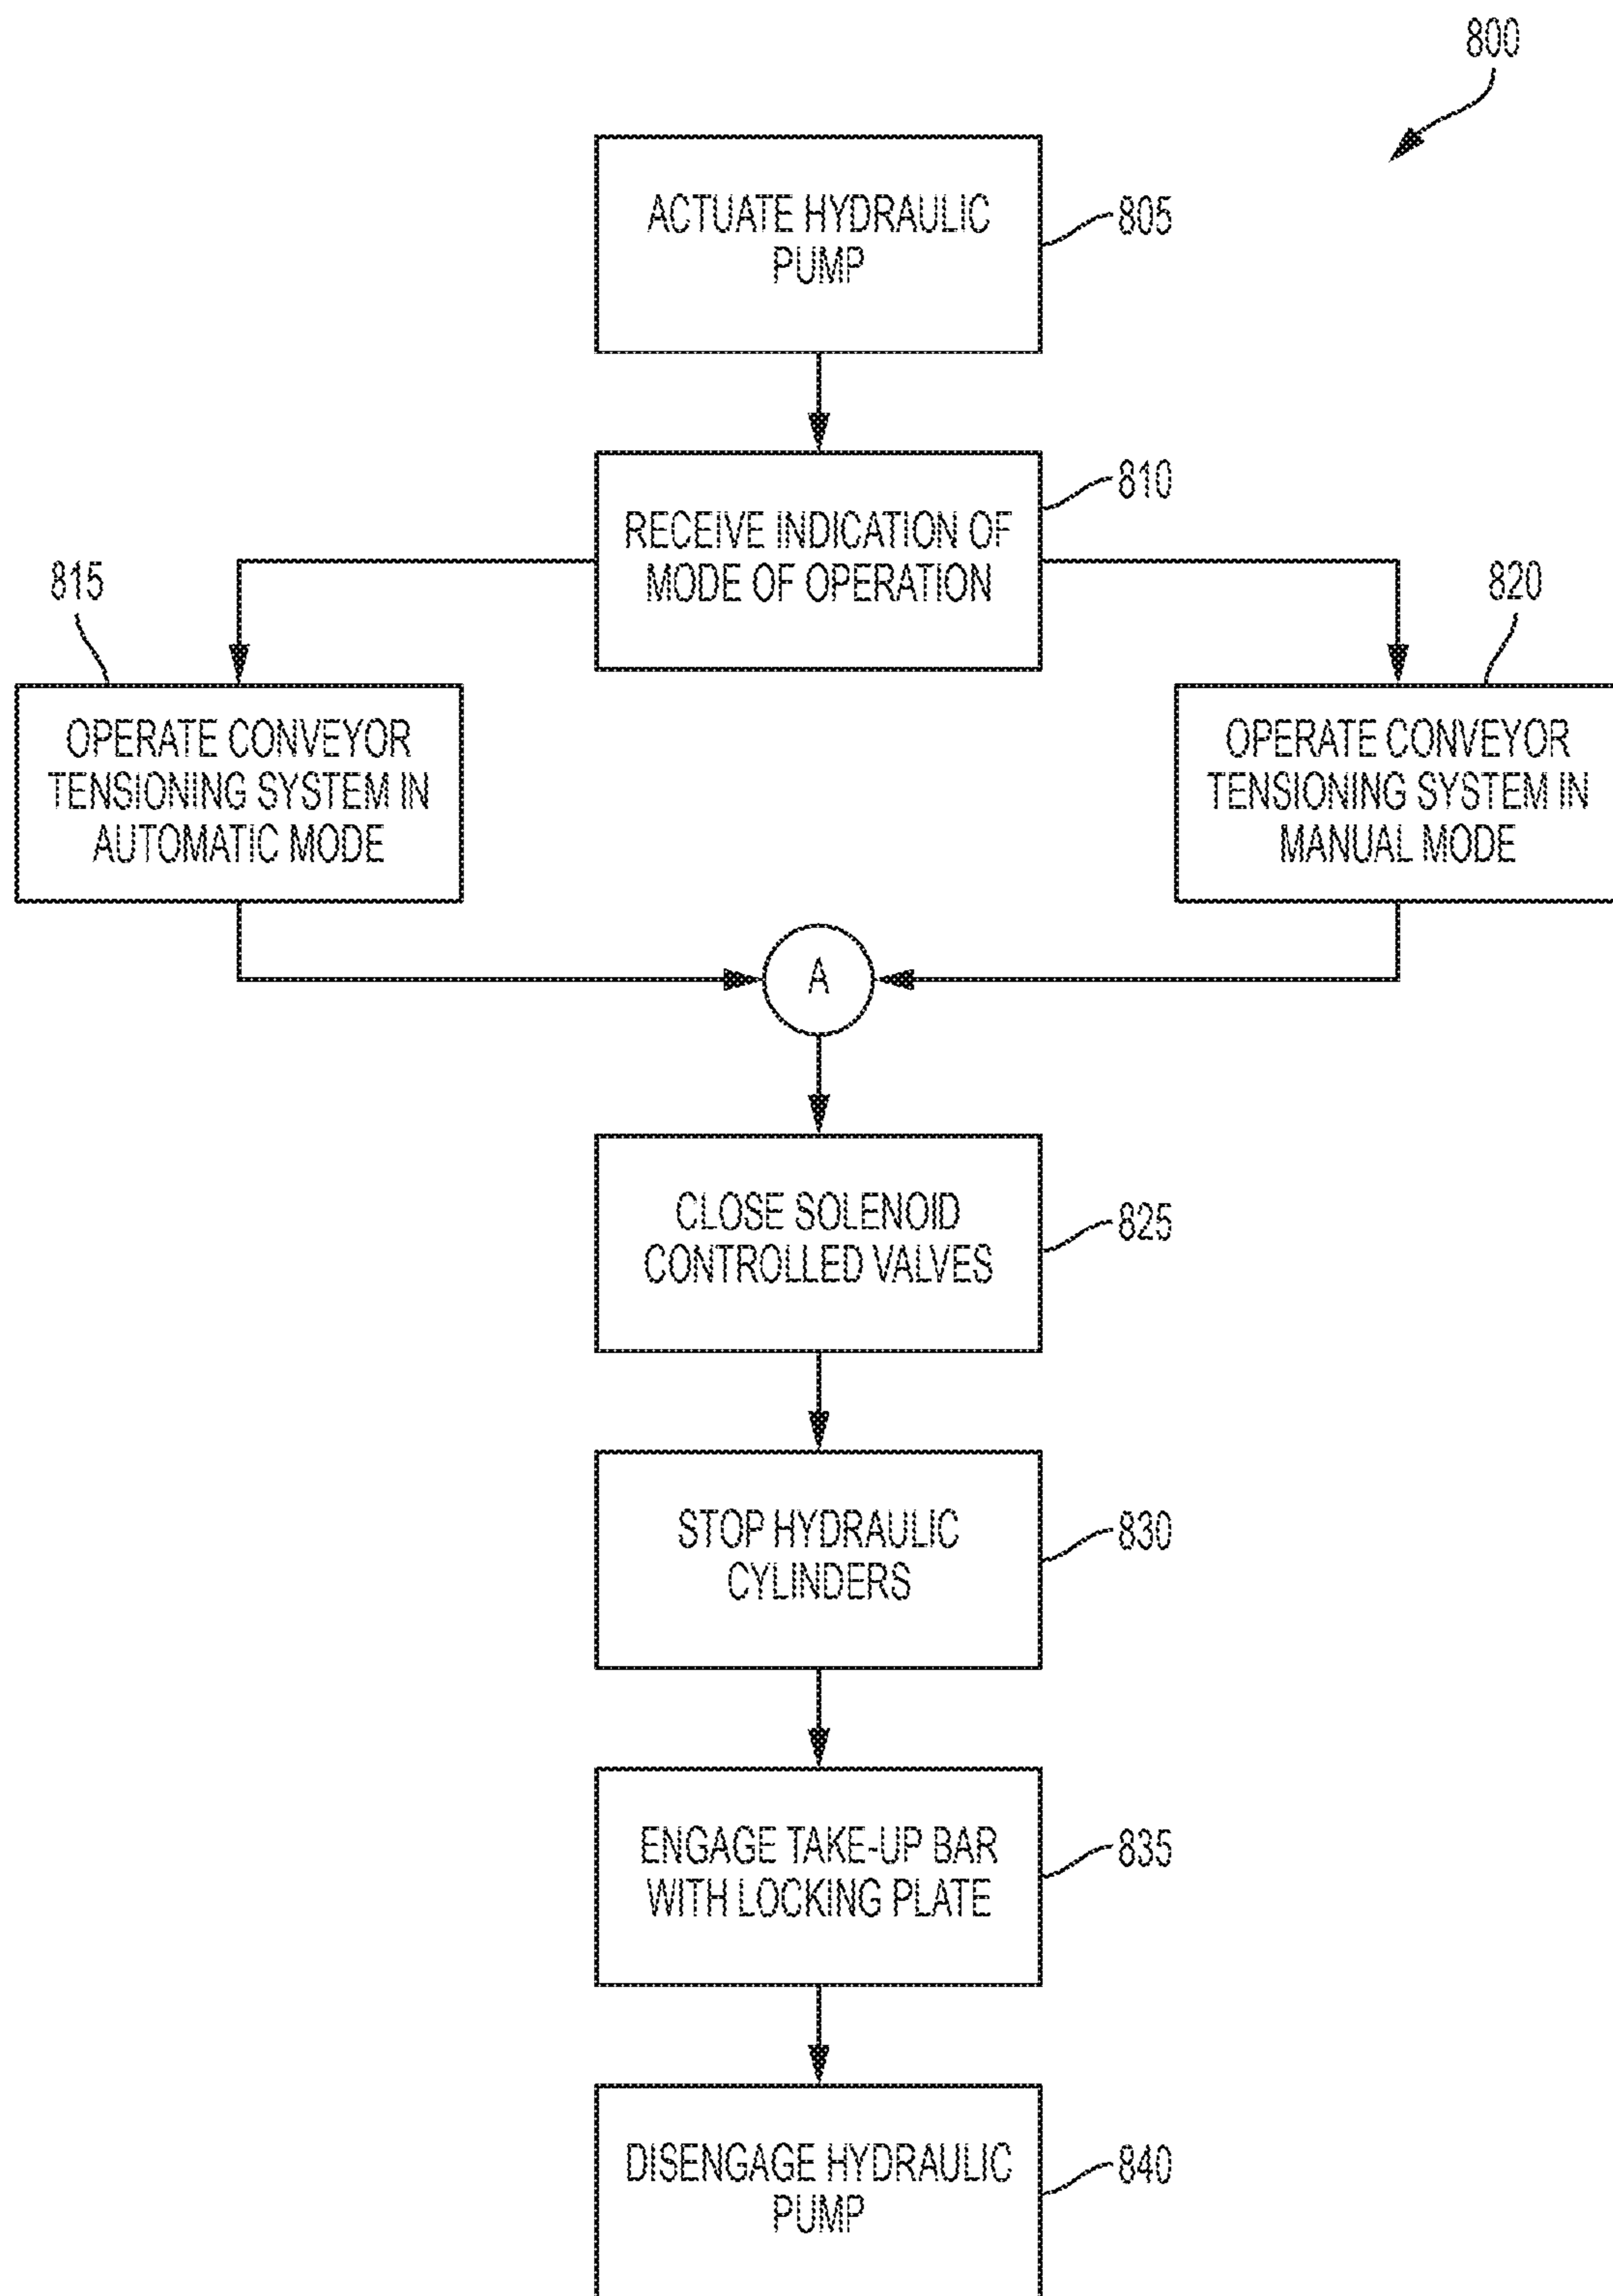 800
ACTUATE HYDRAULIC
PUMP
805
RECEIVE INDICATION OF
MODE OF OPERATION
810
815
OPERATE CONVEYOR
TENSIONING SYSTEM IN
AUTOMATIC MODE
820
OPERATE CONVEYOR
TENSIONING SYSTEM IN
MANUAL MODE
A
CLOSE SOLENOID
CONTROLLED VALVES
825
STOP HYDRAULIC
CYLINDERS
830
ENGAGE TAKE-UP BAR
WITH LOCKING PLATE
835
DISENGAGE HYDRAULIC
PUMP
840